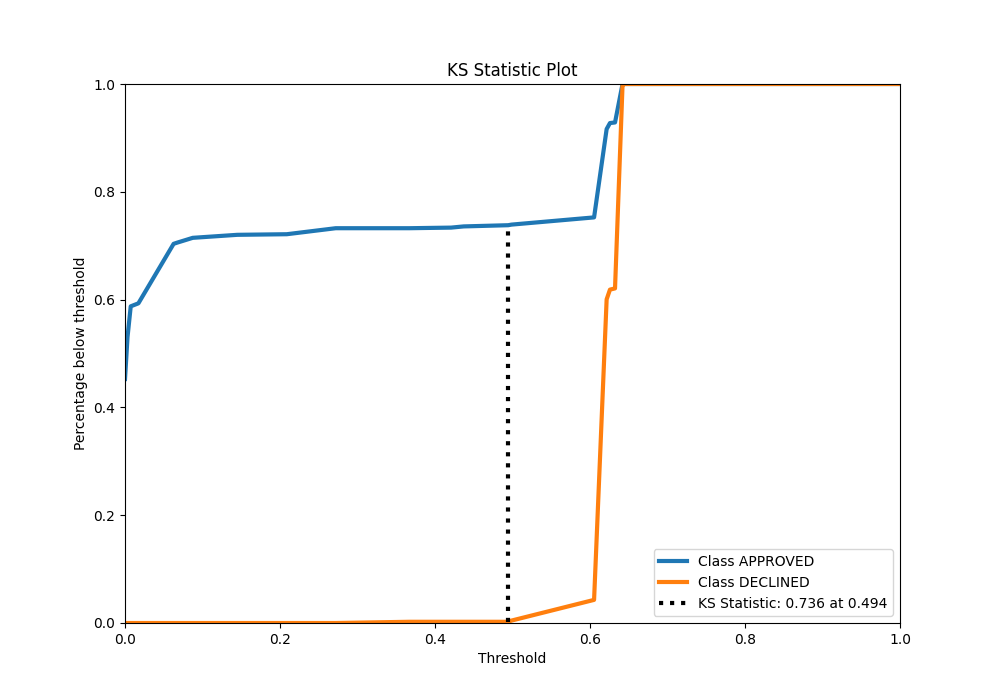 KS Statistic Plot
1.0
0.8
0.6
0.4
0.2
0.0
Percentage below threshold
0.0 0.2 0.4 0.6 0.8 1.0
Threshold
Class APPROVED
Class DECLINED
KS Statistic: 0.736 at 0.494